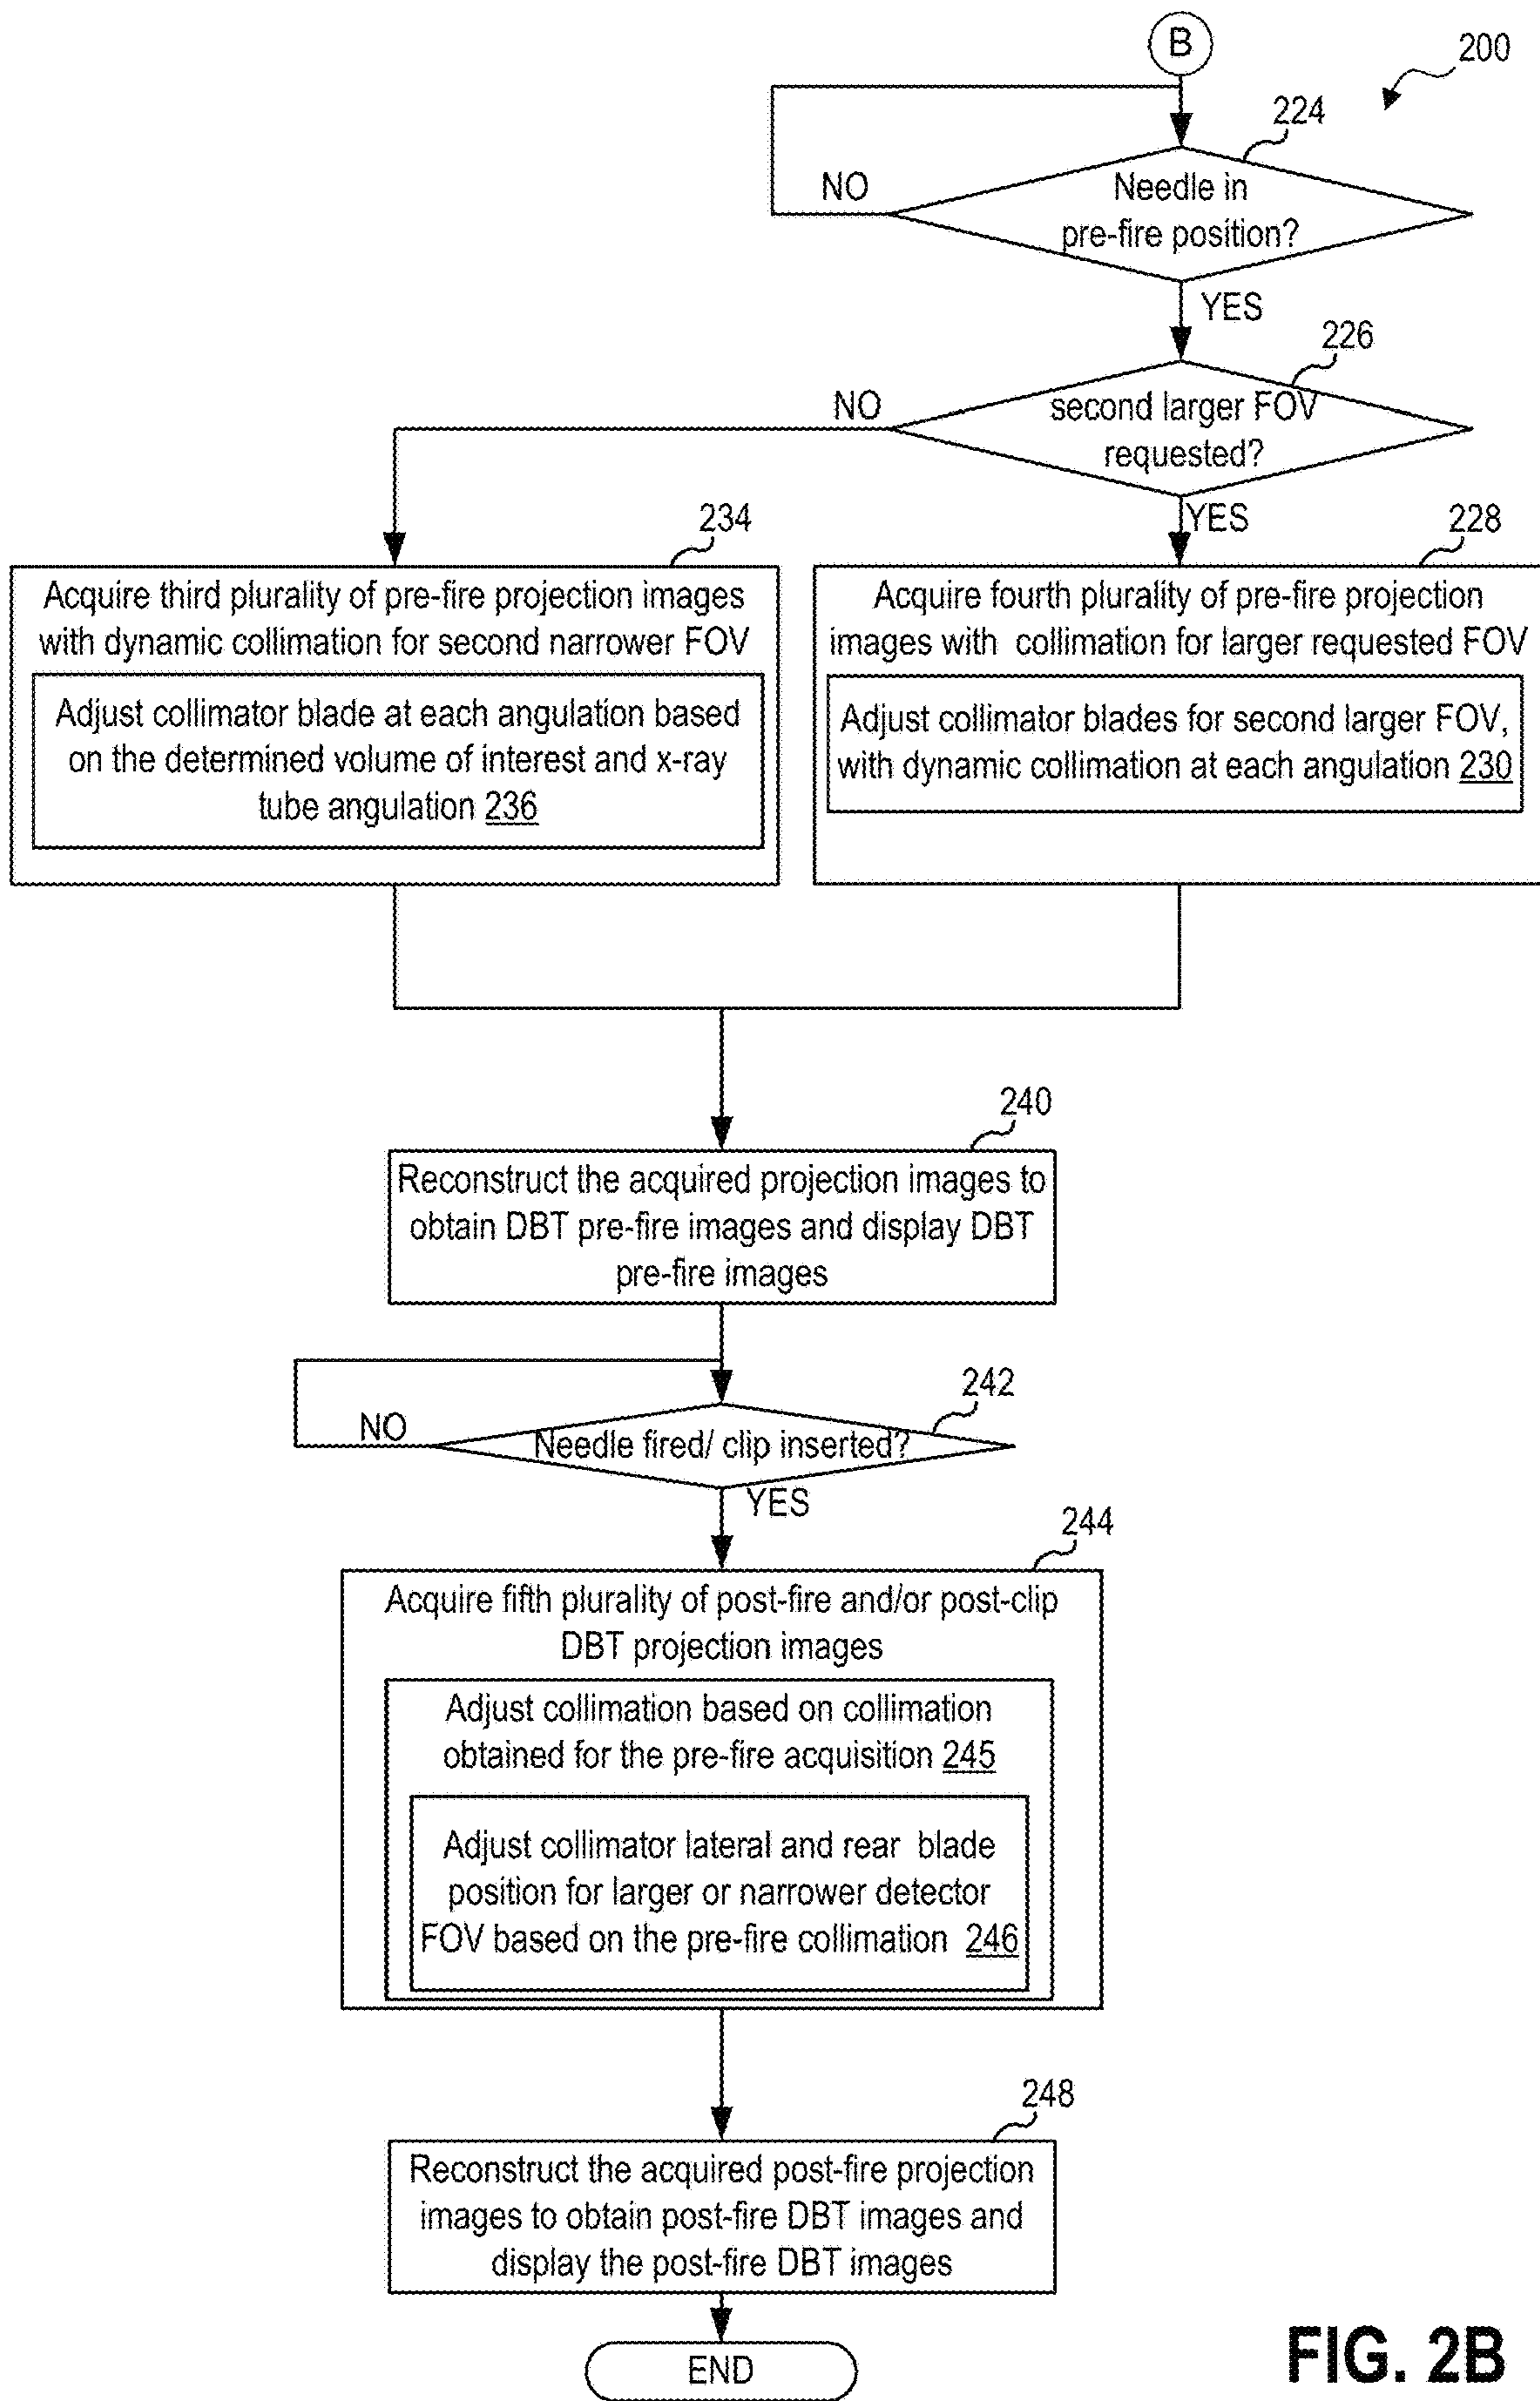 B
200
224
NO
Needle in
pre-fire position?
YES
226
NO
second larger FOV
requested?
YES
234
Acquire third plurality of pre-fire projection images
with dynamic collimation for second narrower FOV
Adjust collimator blade at each angulation based
on the determined volume of interest and x-ray
tube angulation 236
228
Acquire fourth plurality of pre-fire projection
images with collimation for larger requested FOV
Adjust collimator blades for second larger FOV,
with dynamic collimation at each angulation 230
240
Reconstruct the acquired projection images to
obtain DBT pre-fire images and display DBT
pre-fire images
242
NO
Needle fired/ clip inserted?
YES
244
Acquire fifth plurality of post-fire and/or post-clip
DBT projection images
Adjust collimation based on collimation
obtained for the pre-fire acquisition 245
Adjust collimator lateral and rear blade
position for larger or narrower detector
FOV based on the pre-fire collimation 246
248
Reconstruct the acquired post-fire projection
images to obtain post-fire DBT images and
display the post-fire DBT images
END
FIG. 2B